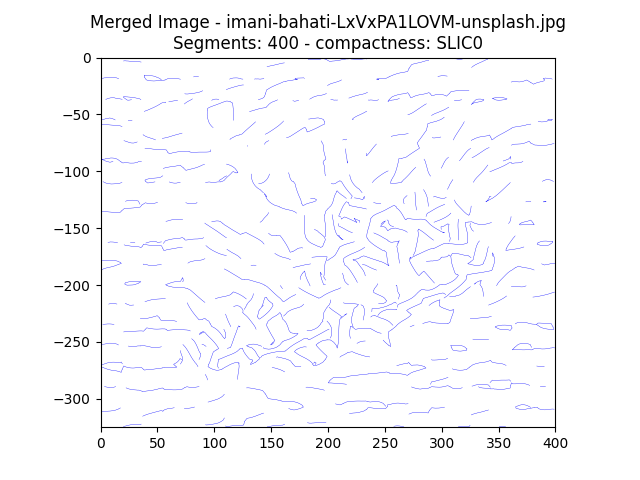 Merged Image - imani-bahati-LxVxPA1LOVM-unsplash.jpg
Segments: 400 - compactness: SLIC0
0
−50
−100
−150
−200
−250
−300
0 50 100 150 200 250 300 350 400